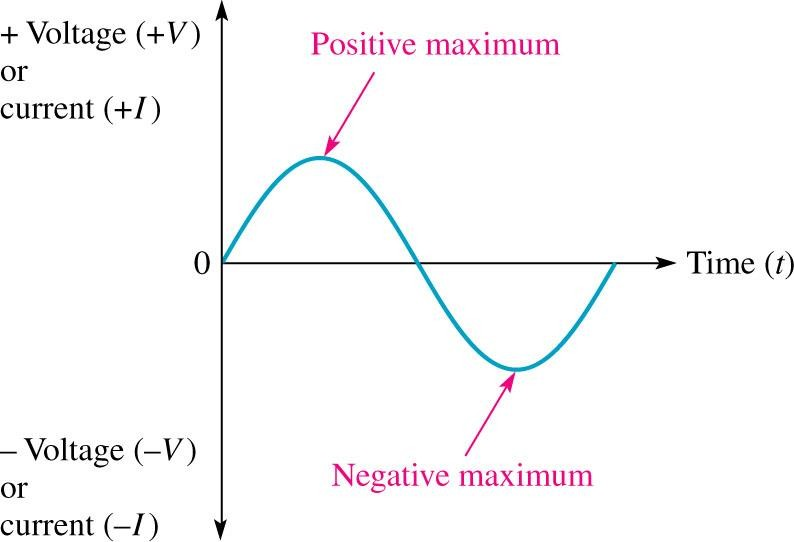 + Voltage (+V)
or
current (+I)
Positive maximum
0
Time (t)
– Voltage (–V)
or
current (–I)
Negative maximum